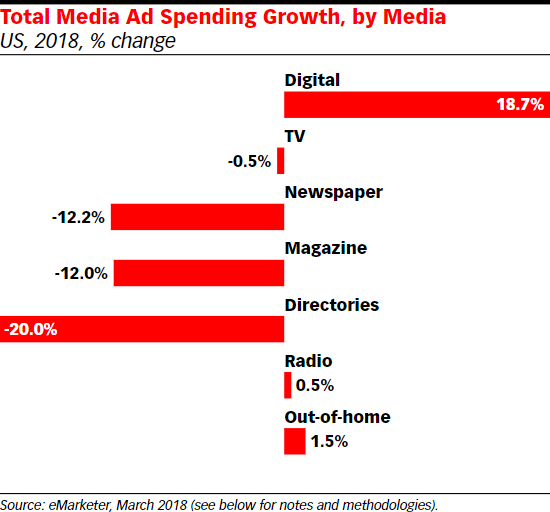 Total Media Ad Spending Growth, by Media
US, 2018, % change
Digital
18.7%
TV
-0.5%
Newspaper
-12.2%
Magazine
-12.0%
Directories
-20.0%
Radio
0.5%
Out-of-home
1.5%
Source: eMarketer, March 2018 (see below for notes and methodologies).